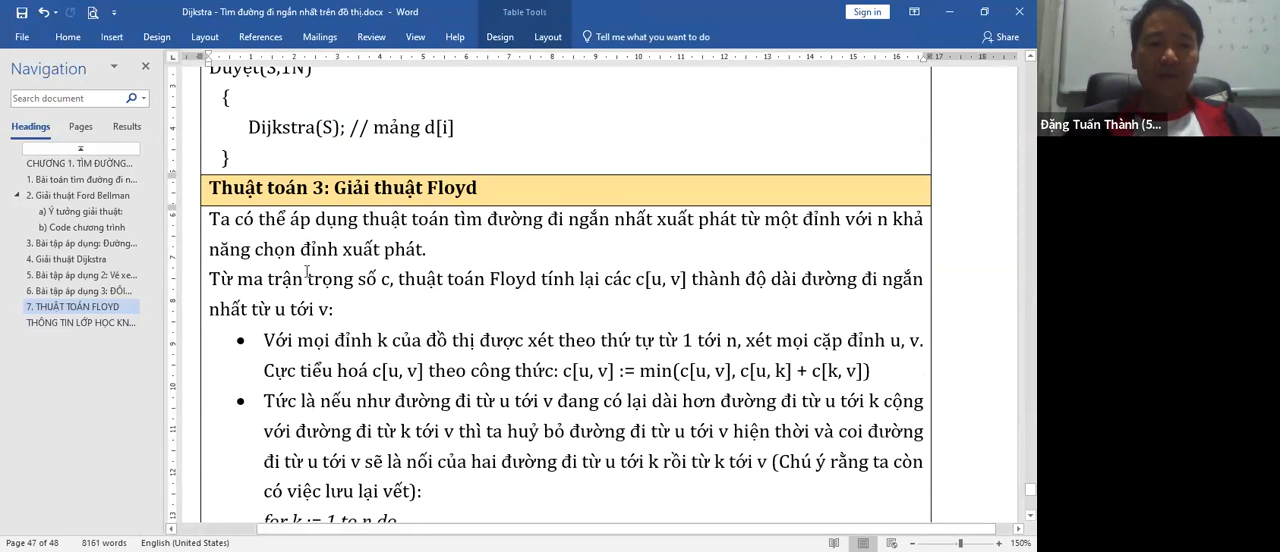 Dijkstra - Tìm đường đi ngắn nhất trên đồ thị.docx - Word
Table Tools
Sign in
File Home Insert Design Layout References Mailings Review View Help Design Layout Tell me what you want to do Share
Navigation
Search document
Headings Pages Results
CHƯƠNG 1. TÌM ĐƯỜNG...
1. Bài toán tìm đường đi n...
2. Giải thuật Ford Bellman
a) Ý tưởng giải thuật:
b) Code chương trình
3. Bài tập áp dụng: Đường...
4. Giải thuật Dijkstra
5. Bài tập áp dụng 2: Vé xe...
6. Bài tập áp dụng 3: ĐÔI...
7. THUẬT TOÁN FLOYD
THÔNG TIN LỚP HỌC KN...
Duyệt(S,1N)
{
Dijkstra(S); // mảng d[i]
}
Thuật toán 3: Giải thuật Floyd
Ta có thể áp dụng thuật toán tìm đường đi ngắn nhất xuất phát từ một đỉnh với n khả
năng chọn đỉnh xuất phát.
Từ ma trận trọng số c, thuật toán Floyd tính lại các c[u, v] thành độ dài đường đi ngắn
nhất từ u tới v:
• Với mọi đỉnh k của đồ thị được xét theo thứ tự từ 1 tới n, xét mọi cặp đỉnh u, v.
Cực tiểu hoá c[u, v] theo công thức: c[u, v] := min(c[u, v], c[u, k] + c[k, v])
• Tức là nếu như đường đi từ u tới v đang có lại dài hơn đường đi từ u tới k cộng
với đường đi từ k tới v thì ta huỷ bỏ đường đi từ u tới v hiện thời và coi đường
đi từ u tới v sẽ là nối của hai đường đi từ u tới k rồi từ k tới v (Chú ý rằng ta còn
có việc lưu lại vết):
for k := 1 to n do
Page 47 of 48 8161 words English (United States) 150%
Đặng Tuấn Thành (5...